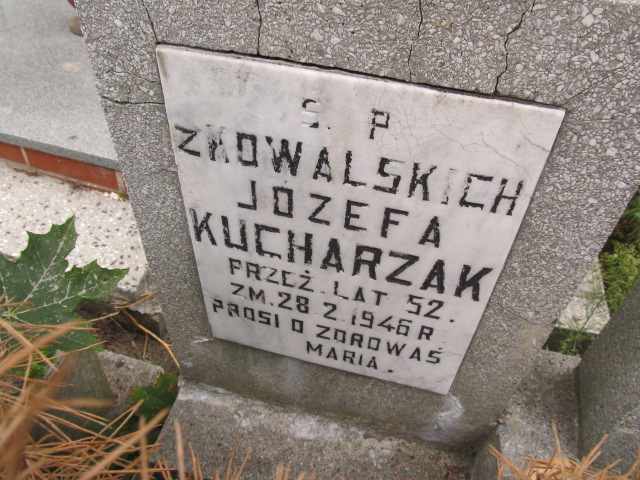 Ś. P
Z KOWALSKICH
JÓZEFA
KUCHARZAK
PRZEŻ. LAT 52.
ZM. 28.2.1946 R.
PROSI O ZDROWAŚ
MARIA.